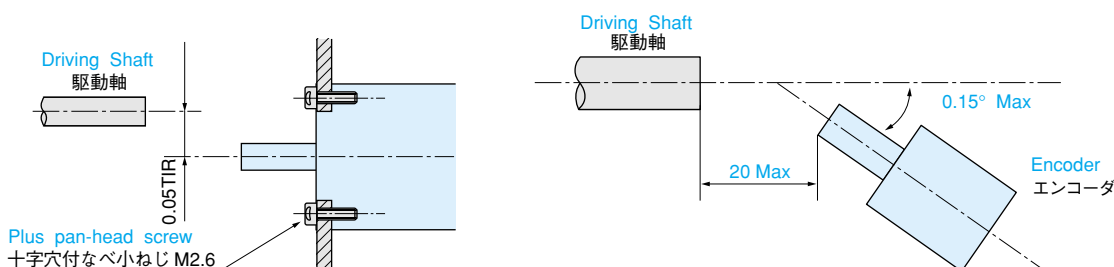 Driving Shaft
駆動軸
0.05TIR
Plus pan-head screw
十字穴付なべ小ねじ M2.6
Driving Shaft
駆動軸
0.15° Max
20 Max
Encoder
エンコーダ